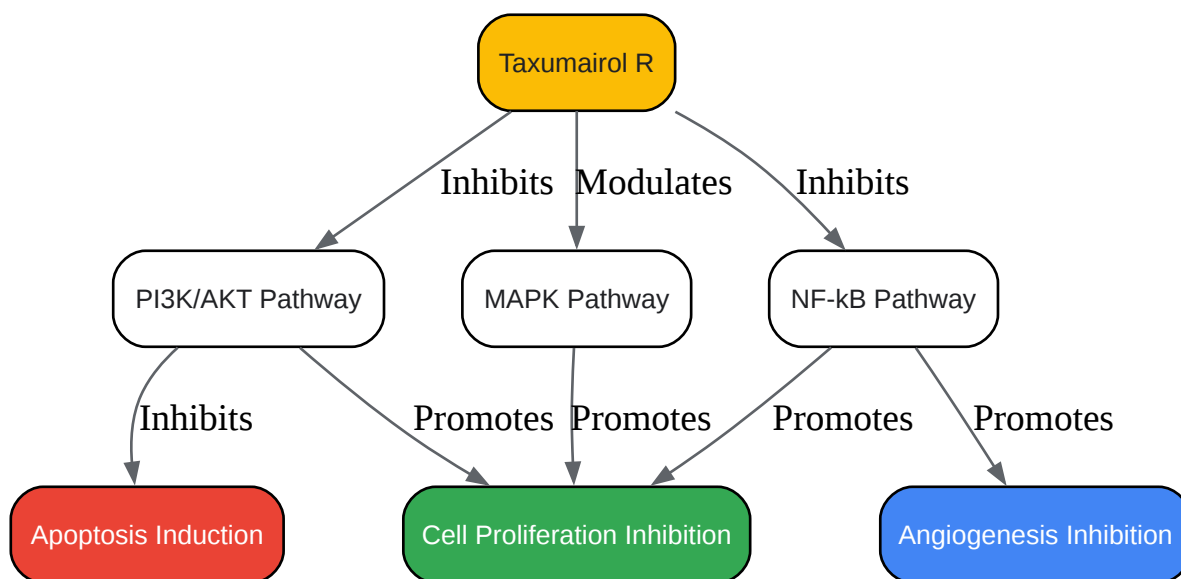 Taxumairol R
Inhibits
Modulates
Inhibits
PI3K/AKT Pathway
MAPK Pathway
NF-kB Pathway
Inhibits
Promotes
Promotes
Promotes
Promotes
Apoptosis Induction
Cell Proliferation Inhibition
Angiogenesis Inhibition